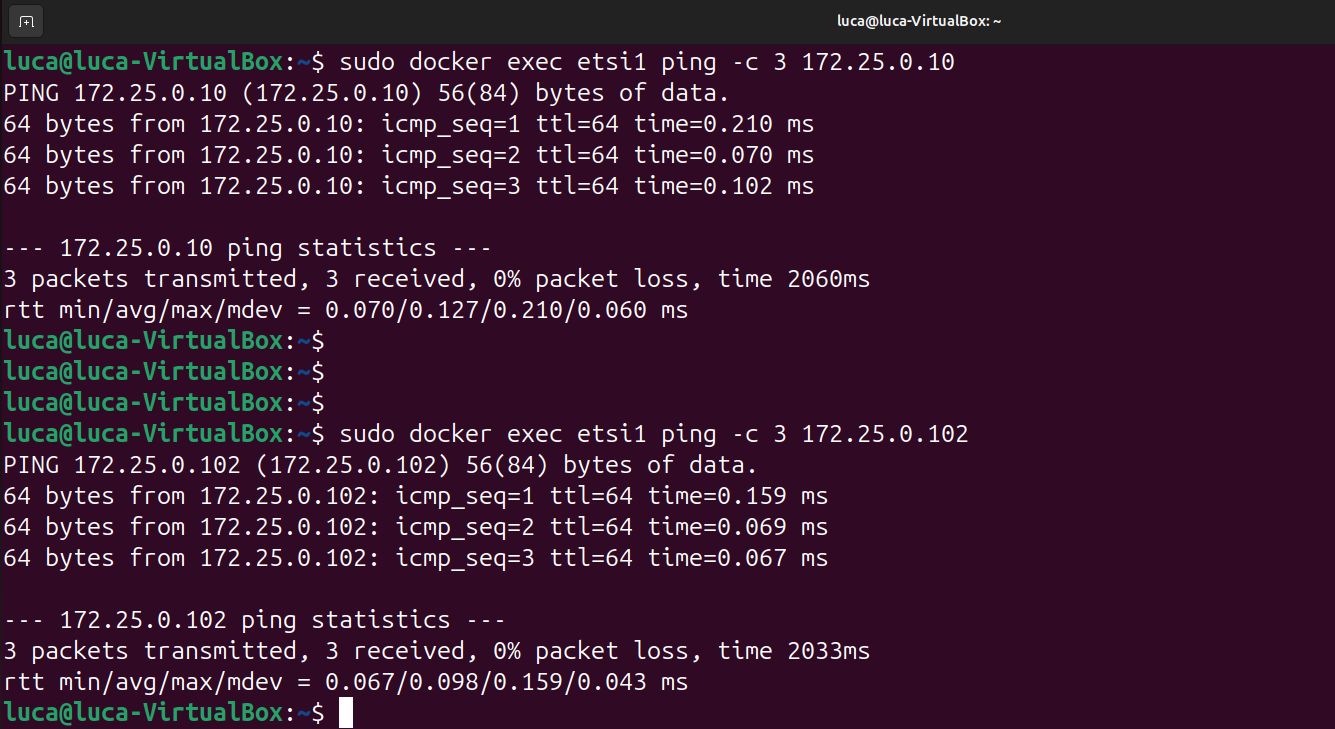 luca@luca-VirtualBox: ~
luca@luca-VirtualBox:~$ sudo docker exec etsi1 ping -c 3 172.25.0.10
PING 172.25.0.10 (172.25.0.10) 56(84) bytes of data.
64 bytes from 172.25.0.10: icmp_seq=1 ttl=64 time=0.210 ms
64 bytes from 172.25.0.10: icmp_seq=2 ttl=64 time=0.070 ms
64 bytes from 172.25.0.10: icmp_seq=3 ttl=64 time=0.102 ms
--- 172.25.0.10 ping statistics ---
3 packets transmitted, 3 received, 0% packet loss, time 2060ms
rtt min/avg/max/mdev = 0.070/0.127/0.210/0.060 ms
luca@luca-VirtualBox:~$
luca@luca-VirtualBox:~$
luca@luca-VirtualBox:~$
luca@luca-VirtualBox:~$ sudo docker exec etsi1 ping -c 3 172.25.0.102
PING 172.25.0.102 (172.25.0.102) 56(84) bytes of data.
64 bytes from 172.25.0.102: icmp_seq=1 ttl=64 time=0.159 ms
64 bytes from 172.25.0.102: icmp_seq=2 ttl=64 time=0.069 ms
64 bytes from 172.25.0.102: icmp_seq=3 ttl=64 time=0.067 ms
--- 172.25.0.102 ping statistics ---
3 packets transmitted, 3 received, 0% packet loss, time 2033ms
rtt min/avg/max/mdev = 0.067/0.098/0.159/0.043 ms
luca@luca-VirtualBox:~$